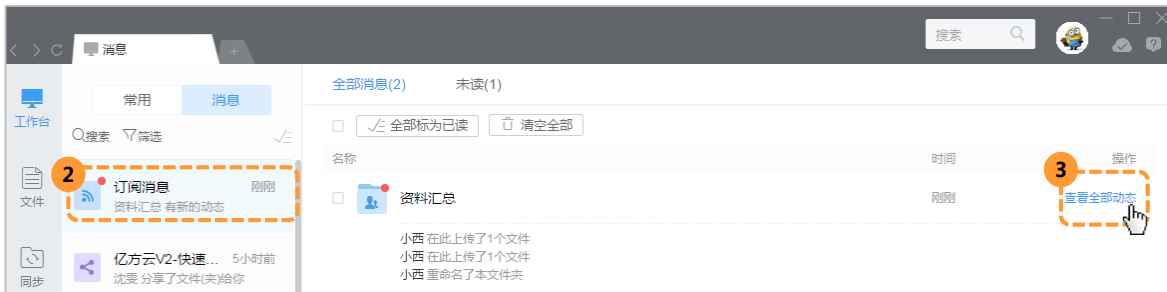 搜索
消息
+
工作台
文件
同步
常用
消息
搜索
筛选
2
订阅消息
刚刚
资料汇总 有新的动态
亿方云V2-快速...
5小时前
沈雯 分享了文件(夹)给你
全部消息(2)
未读(1)
全部标为已读
清空全部
名称
时间
操作
3
资料汇总
刚刚
查看全部动态
小西 在此上传了1个文件
小西 在此上传了1个文件
小西 重命名了本文件夹